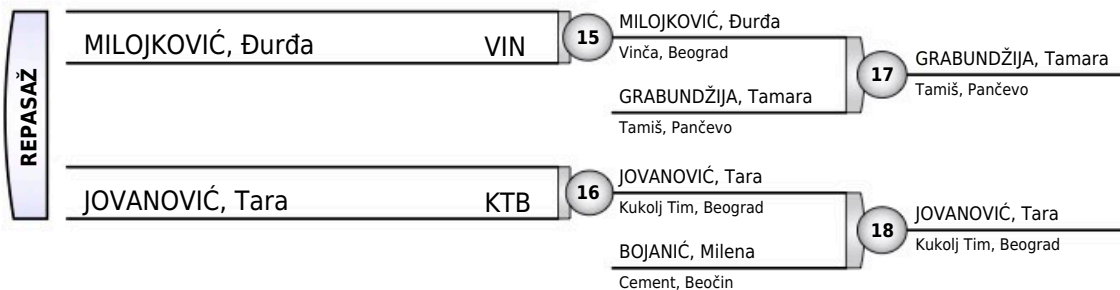 REPASAŽ
MILOJKOVIĆ, Đurđa VIN
15
MILOJKOVIĆ, Đurđa
Vinča, Beograd
GRABUNDŽIJA, Tamara
Tamiš, Pančevo
17
GRABUNDŽIJA, Tamara
Tamiš, Pančevo
JOVANOVIĆ, Tara KTB
16
JOVANOVIĆ, Tara
Kukolj Tim, Beograd
BOJANIĆ, Milena
Cement, Beočin
18
JOVANOVIĆ, Tara
Kukolj Tim, Beograd